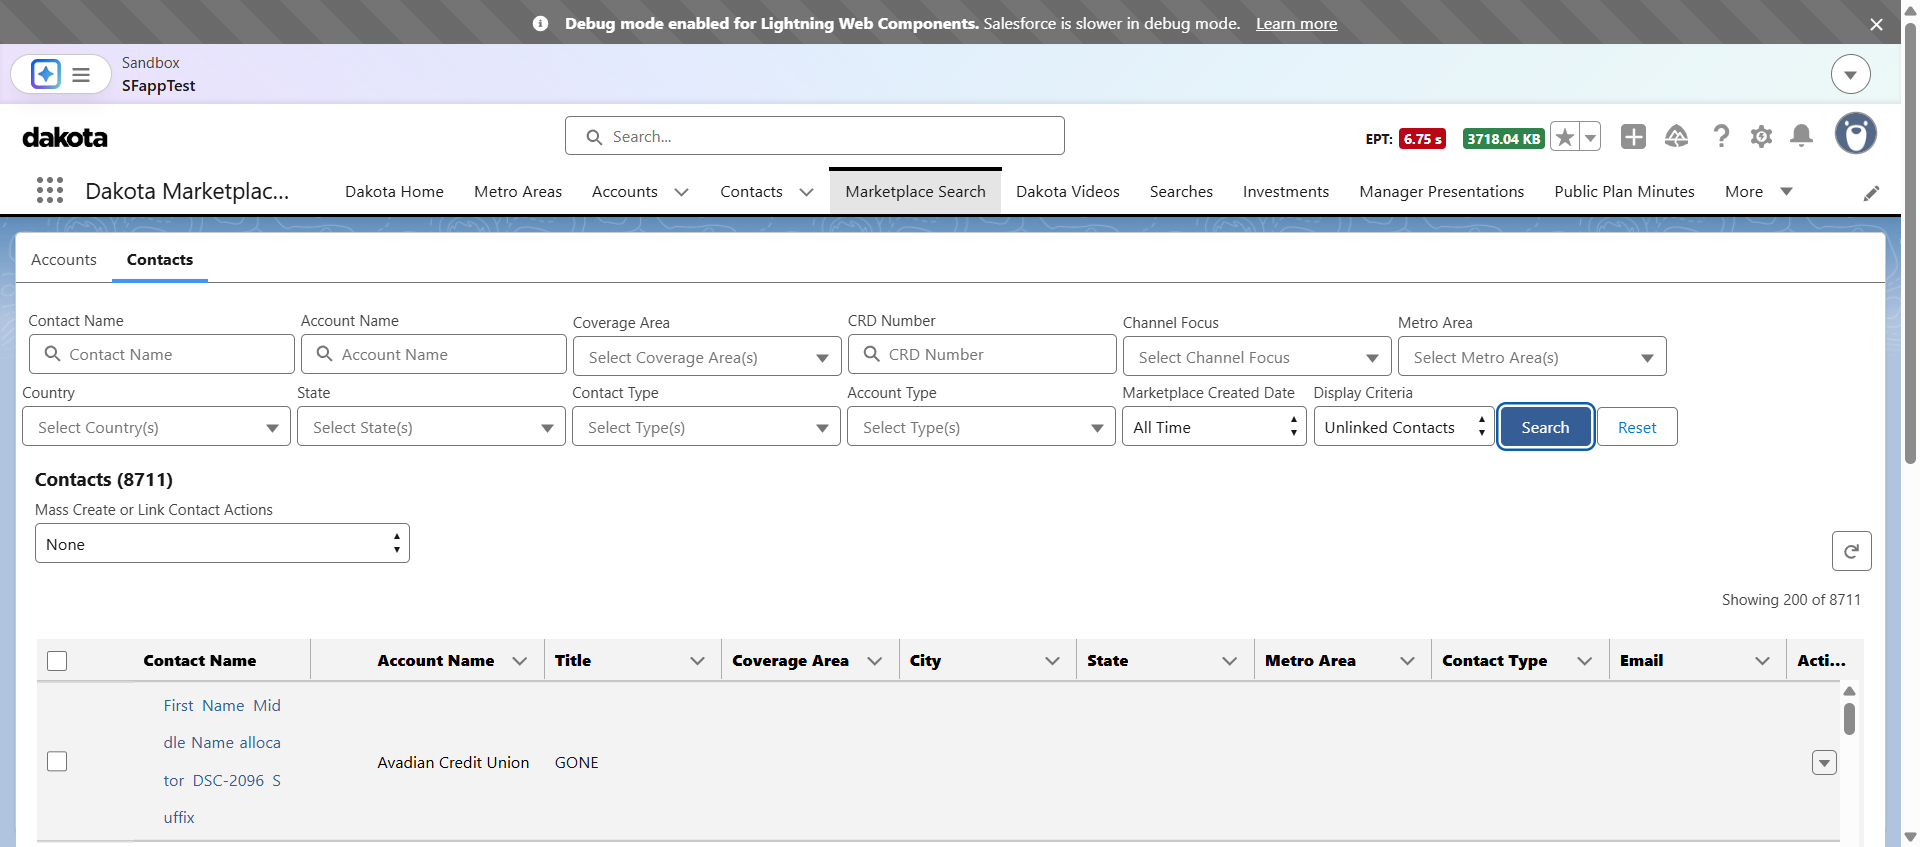 Debug mode enabled for Lightning Web Components. Salesforce is slower in debug mode. Learn more
Sandbox
SFappTest
dakota
Search...
EPT: 6.75 s 3718.04 KB
Dakota Marketplac...
Dakota Home Metro Areas Accounts Contacts Marketplace Search Dakota Videos Searches Investments Manager Presentations Public Plan Minutes More
Accounts Contacts
Contact Name Account Name Coverage Area CRD Number Channel Focus Metro Area
Contact Name Account Name Select Coverage Area(s) CRD Number Select Channel Focus Select Metro Area(s)
Country State Contact Type Account Type Marketplace Created Date Display Criteria
Select Country(s) Select State(s) Select Type(s) Select Type(s) All Time Unlinked Contacts Search Reset
Contacts (8711)
Mass Create or Link Contact Actions
None
Showing 200 of 8711
Contact Name Account Name Title Coverage Area City State Metro Area Contact Type Email Acti...
First Name Mid
dle Name alloca
tor DSC-2096 S
uffix
Avadian Credit Union GONE